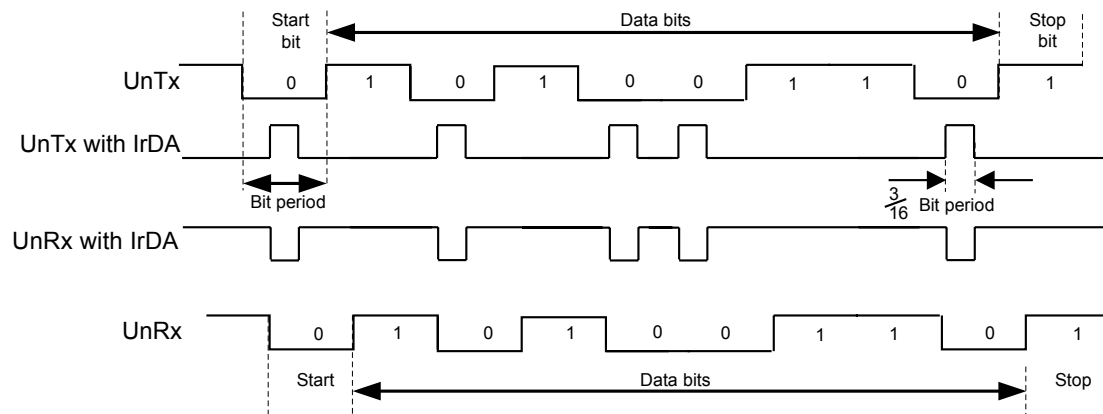 Start
bit
Data bits
Stop
bit
UnTx
0 1 0 1 0 0 1 1 0 1
UnTx with IrDA
Bit period
3/16 Bit period
UnRx with IrDA
UnRx
0 1 0 1 0 0 1 1 0 1
Start
Data bits
Stop